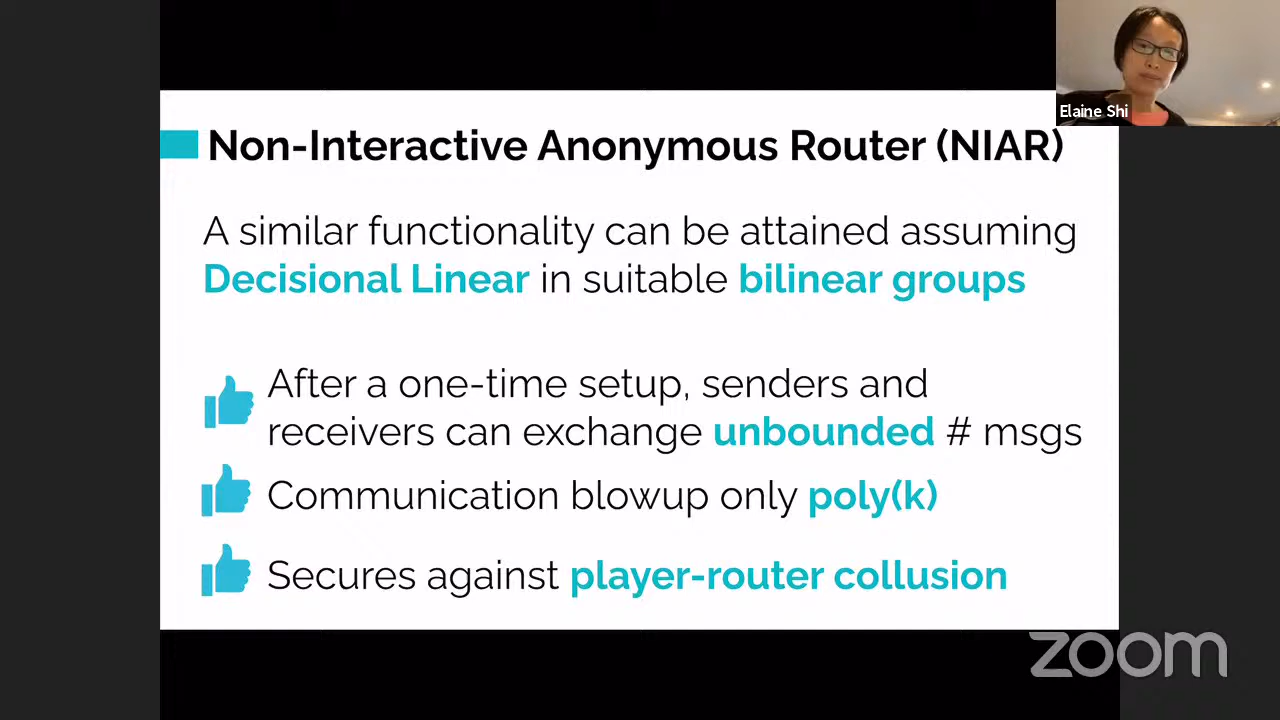 Elaine Shi
Non-Interactive Anonymous Router (NIAR)
A similar functionality can be attained assuming
Decisional Linear in suitable bilinear groups
After a one-time setup, senders and
receivers can exchange unbounded # msgs
Communication blowup only poly(k)
Secures against player-router collusion
zoom